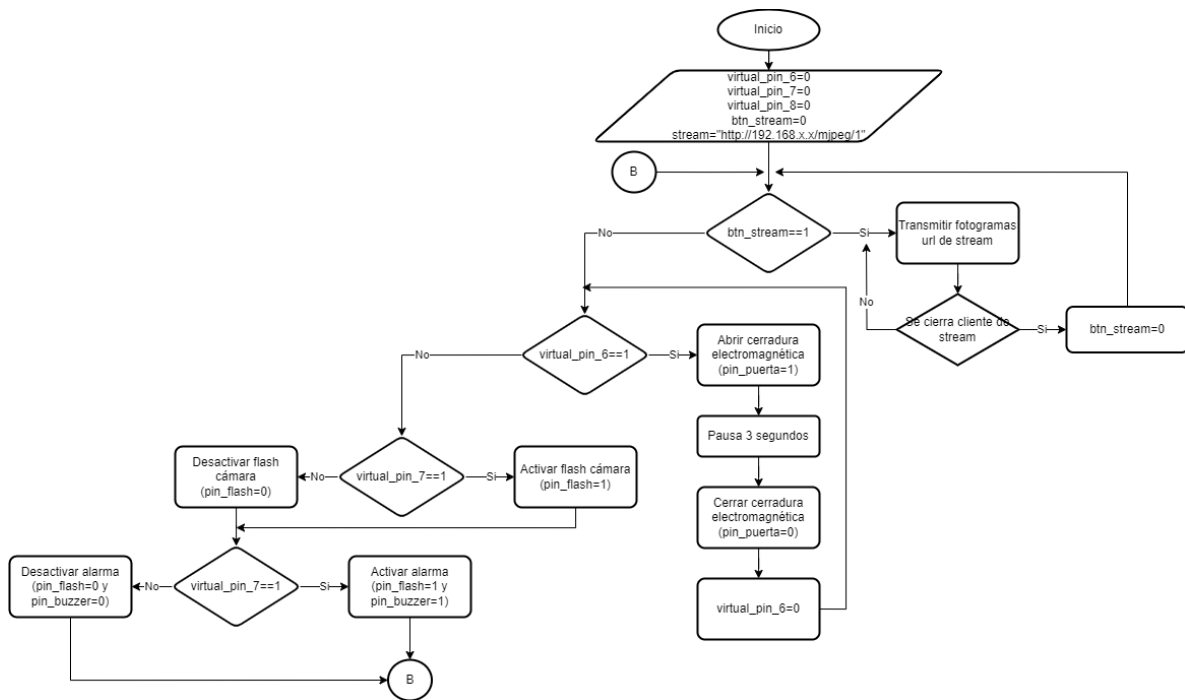 Inicio
virtual_pin_6=0
virtual_pin_7=0
virtual_pin_8=0
btn_stream=0
stream="http://192.168.x.x/mjpeg/1"
B
btn_stream==1
No
Si
Transmitir fotogramas
url de stream
No
Se cierra cliente de
stream
Si
btn_stream=0
virtual_pin_6==1
No
Si
Abrir cerradura
electromagnética
(pin_puerta=1)
Pausa 3 segundos
Cerrar cerradura
electromagnética
(pin_puerta=0)
virtual_pin_6=0
Desactivar flash
cámara
(pin_flash=0)
No
virtual_pin_7==1
Si
Activar flash cámara
(pin_flash=1)
Desactivar alarma
(pin_flash=0 y
pin_buzzer=0)
No
virtual_pin_7==1
Si
Activar alarma
(pin_flash=1 y
pin_buzzer=1)
B